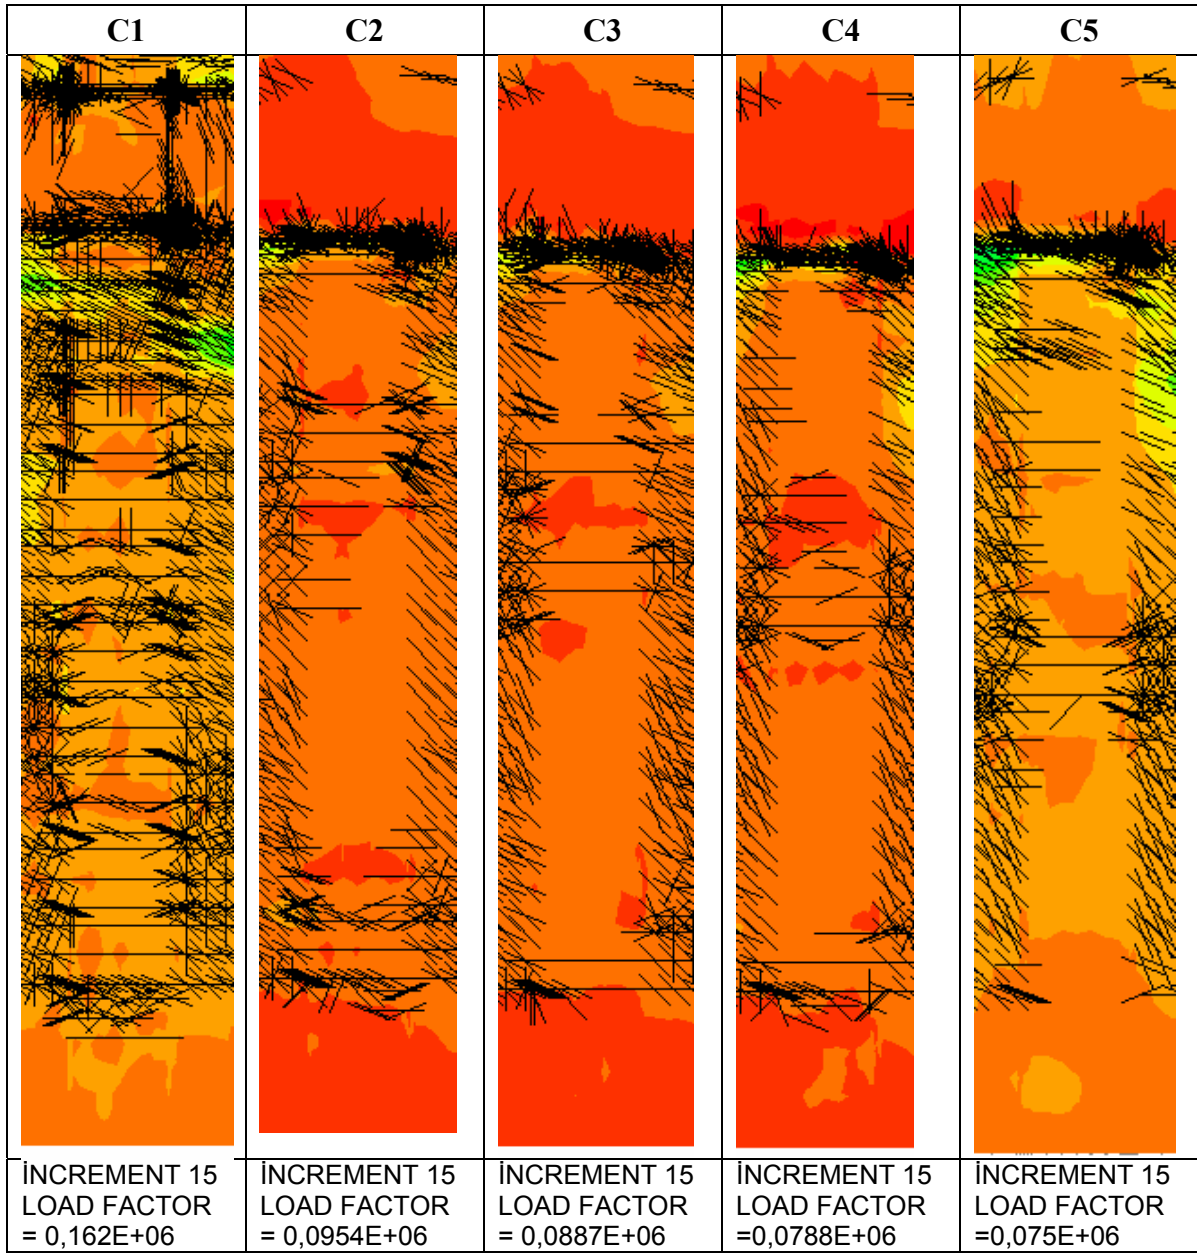 C1 C2 C3 C4 C5
İNCREMENT 15 İNCREMENT 15 İNCREMENT 15 İNCREMENT 15 İNCREMENT 15
LOAD FACTOR LOAD FACTOR LOAD FACTOR LOAD FACTOR LOAD FACTOR
= 0,162E+06 = 0,0954E+06 = 0,0887E+06 =0,0788E+06 =0,075E+06